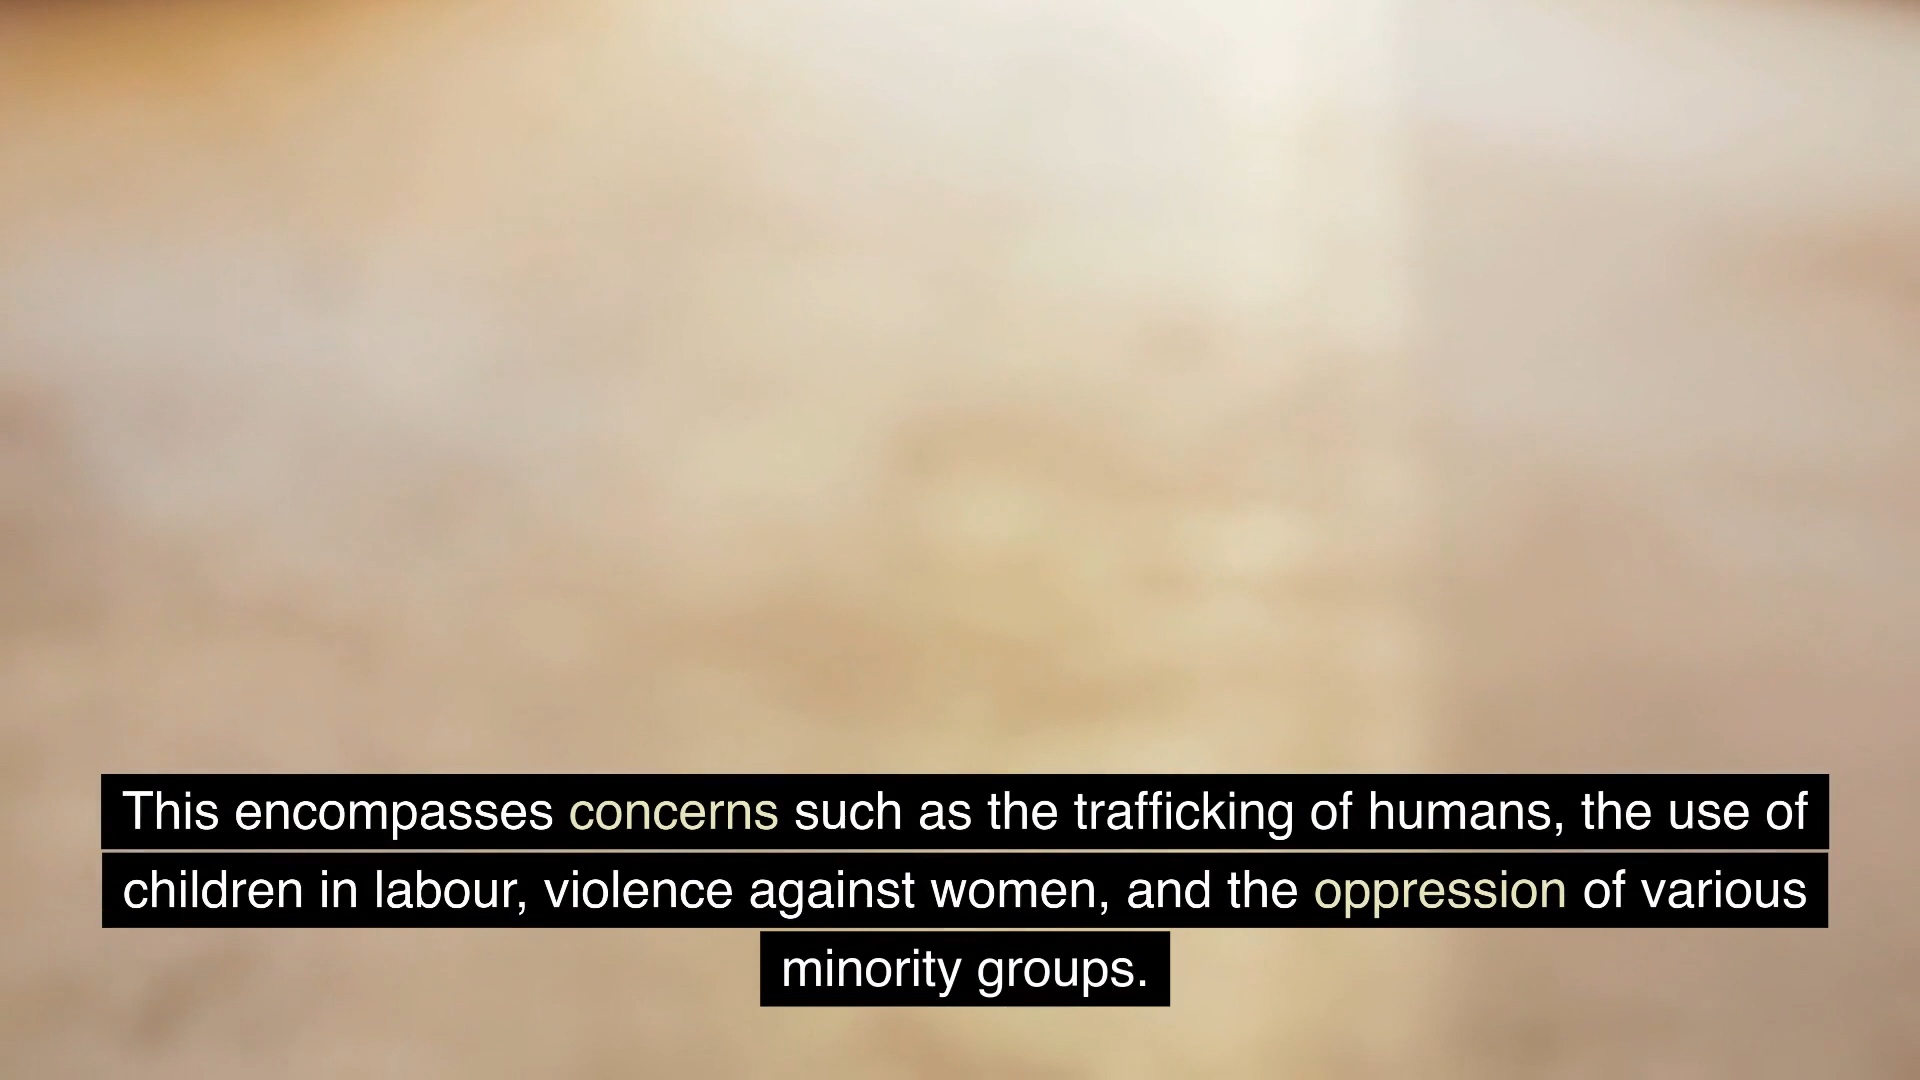 This encompasses concerns such as the trafficking of humans, the use of
children in labour, violence against women, and the oppression of various
minority groups.